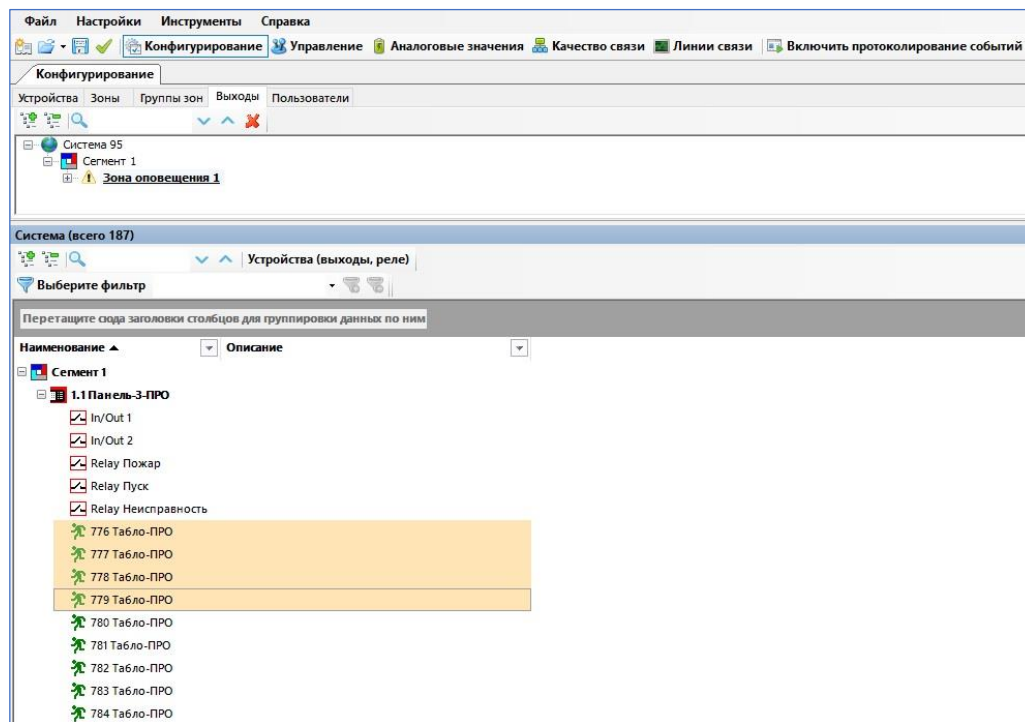 Файл Настройки Инструменты Справка
Конфигурирование Управление Аналоговые значения Качество связи Линии связи Включить протоколирование событий
Конфигурирование
Устройства Зоны Группы зон Выходы Пользователи
Система 95
Сегмент 1
Зона оповещения 1
Система (всего 187)
Устройства (выходы, реле)
Выберите фильтр
Перетащите сюда заголовки столбцов для группировки данных по ним
Наименование Описание
Сегмент 1
1.1 Панель-3-ПРО
In/Out 1
In/Out 2
Relay Пожар
Relay Пуск
Relay Неисправность
776 Табло-ПРО
777 Табло-ПРО
778 Табло-ПРО
779 Табло-ПРО
780 Табло-ПРО
781 Табло-ПРО
782 Табло-ПРО
783 Табло-ПРО
784 Табло-ПРО